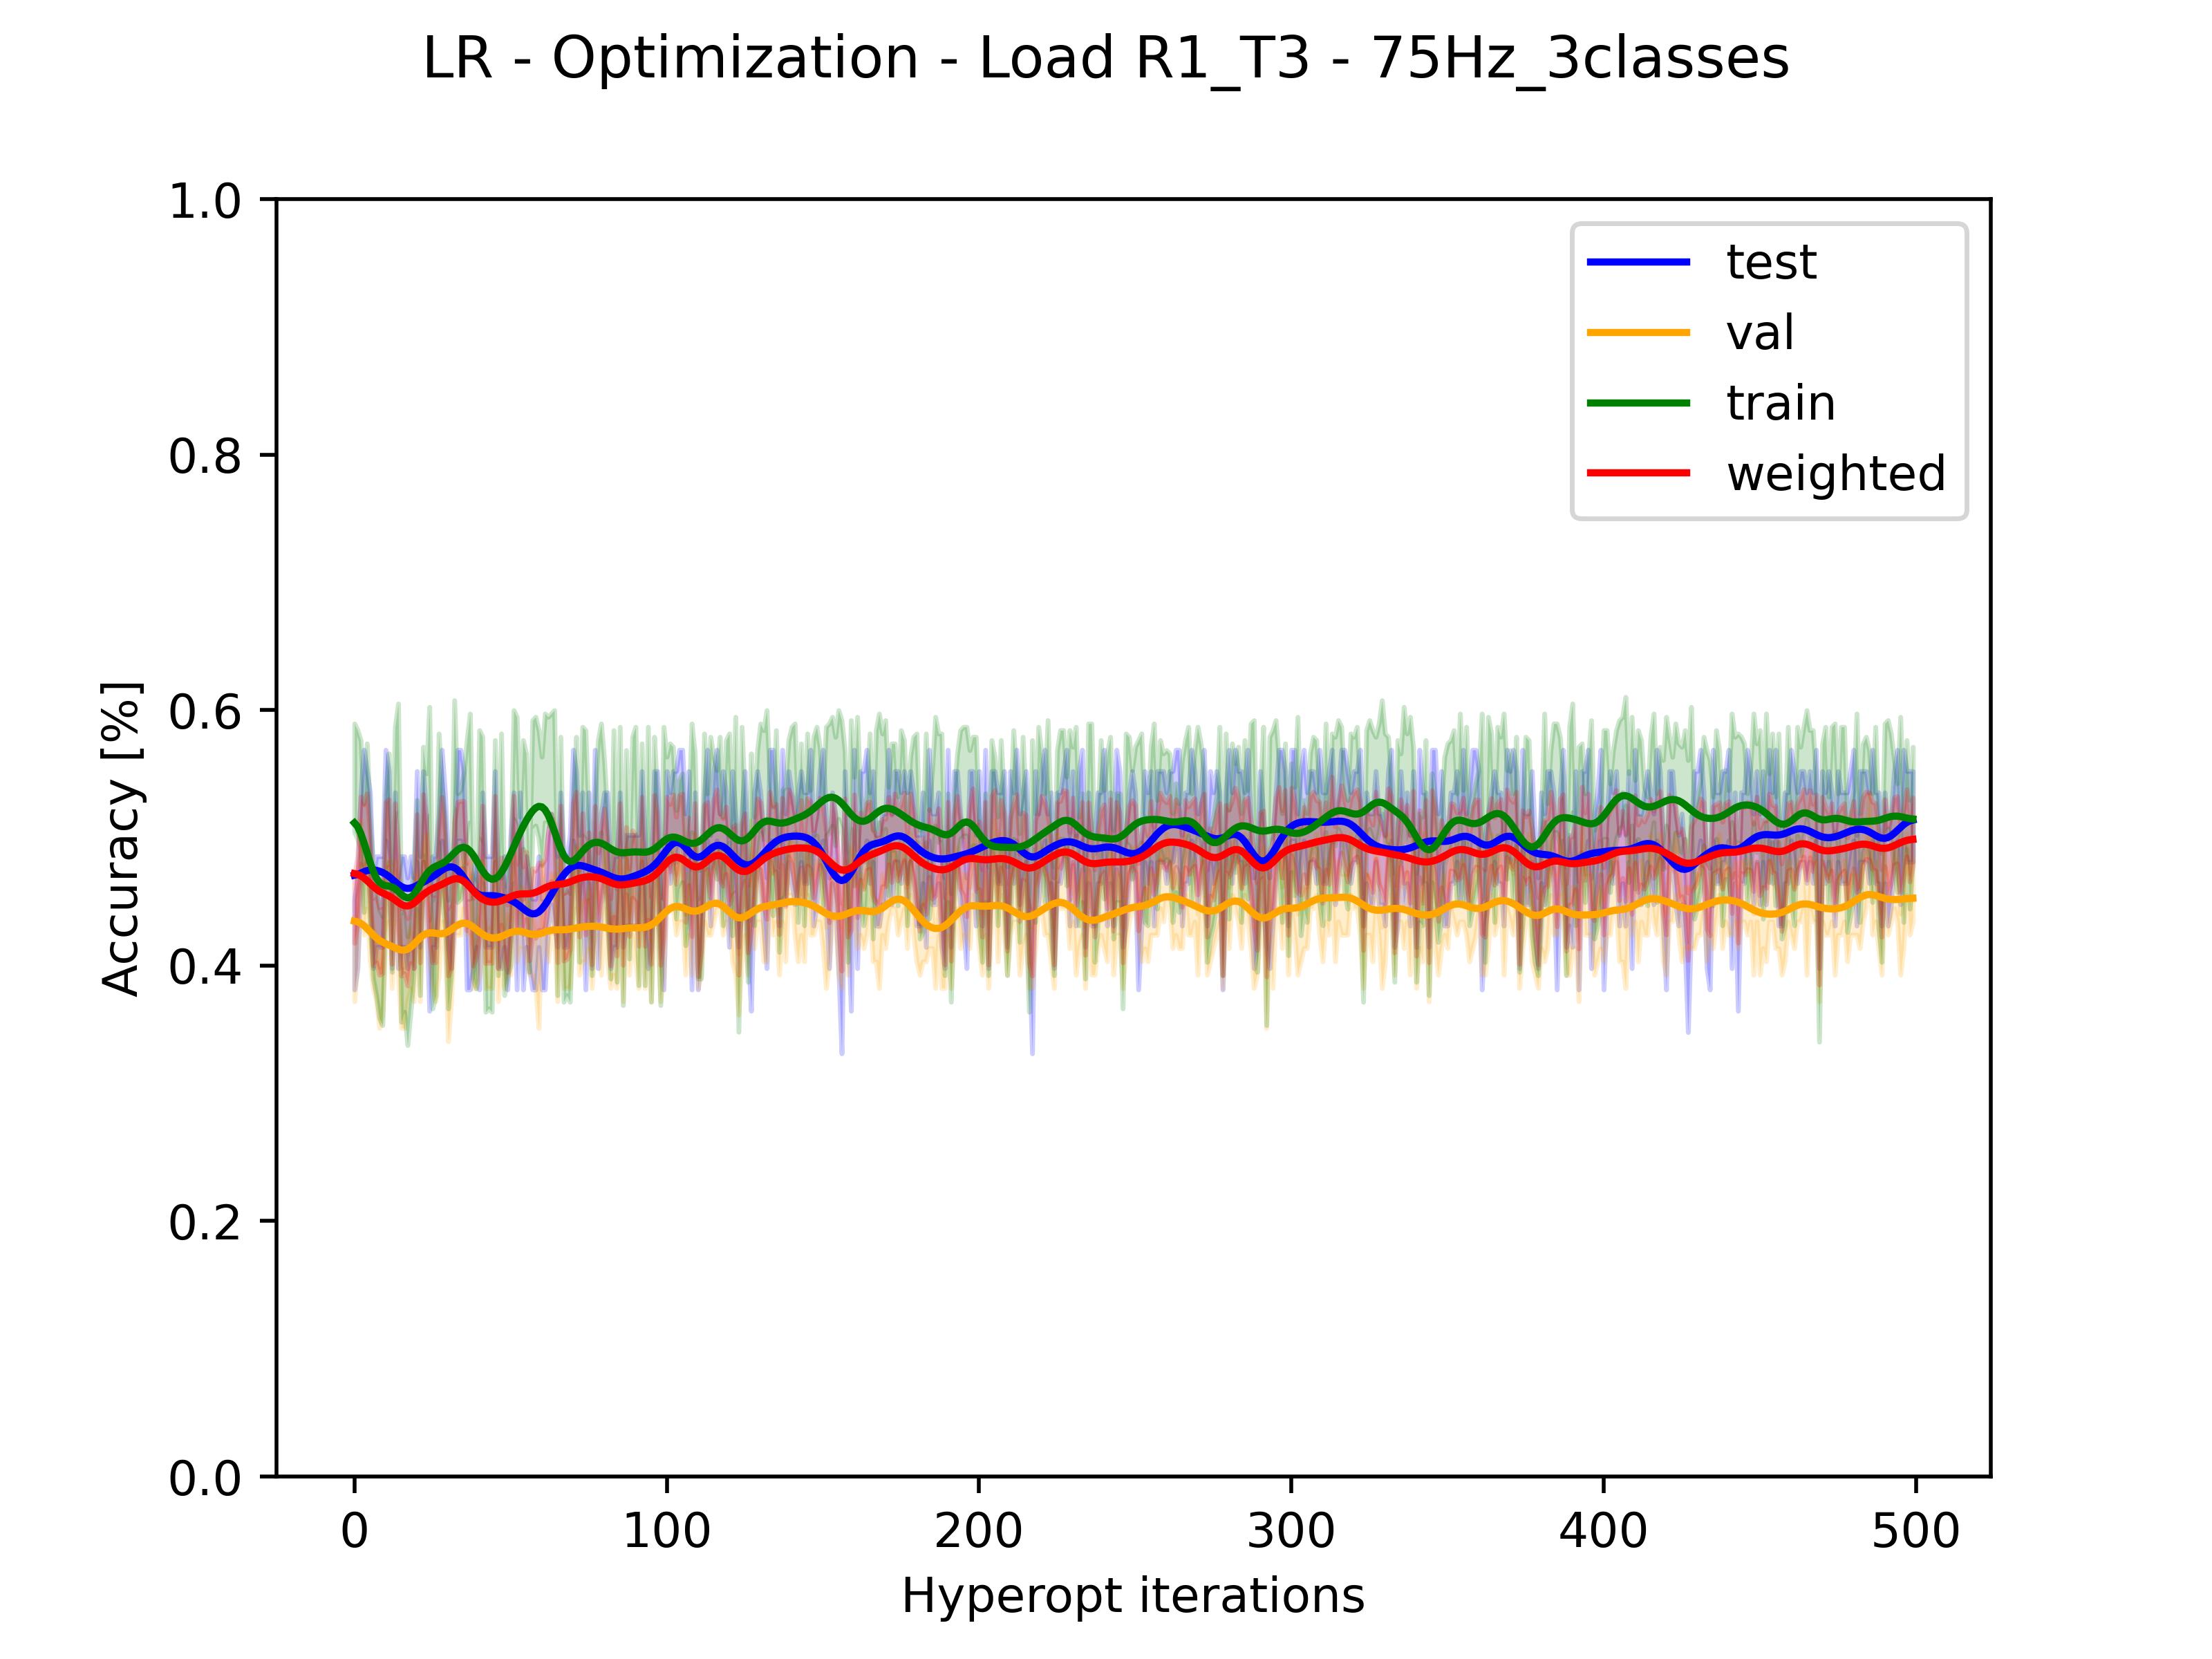 LR - Optimization - Load R1_T3 - 75Hz_3classes
1.0
0.8
0.6
0.4
0.2
0.0
Accuracy [%]
test
val
train
weighted
0 100 200 300 400 500
Hyperopt iterations